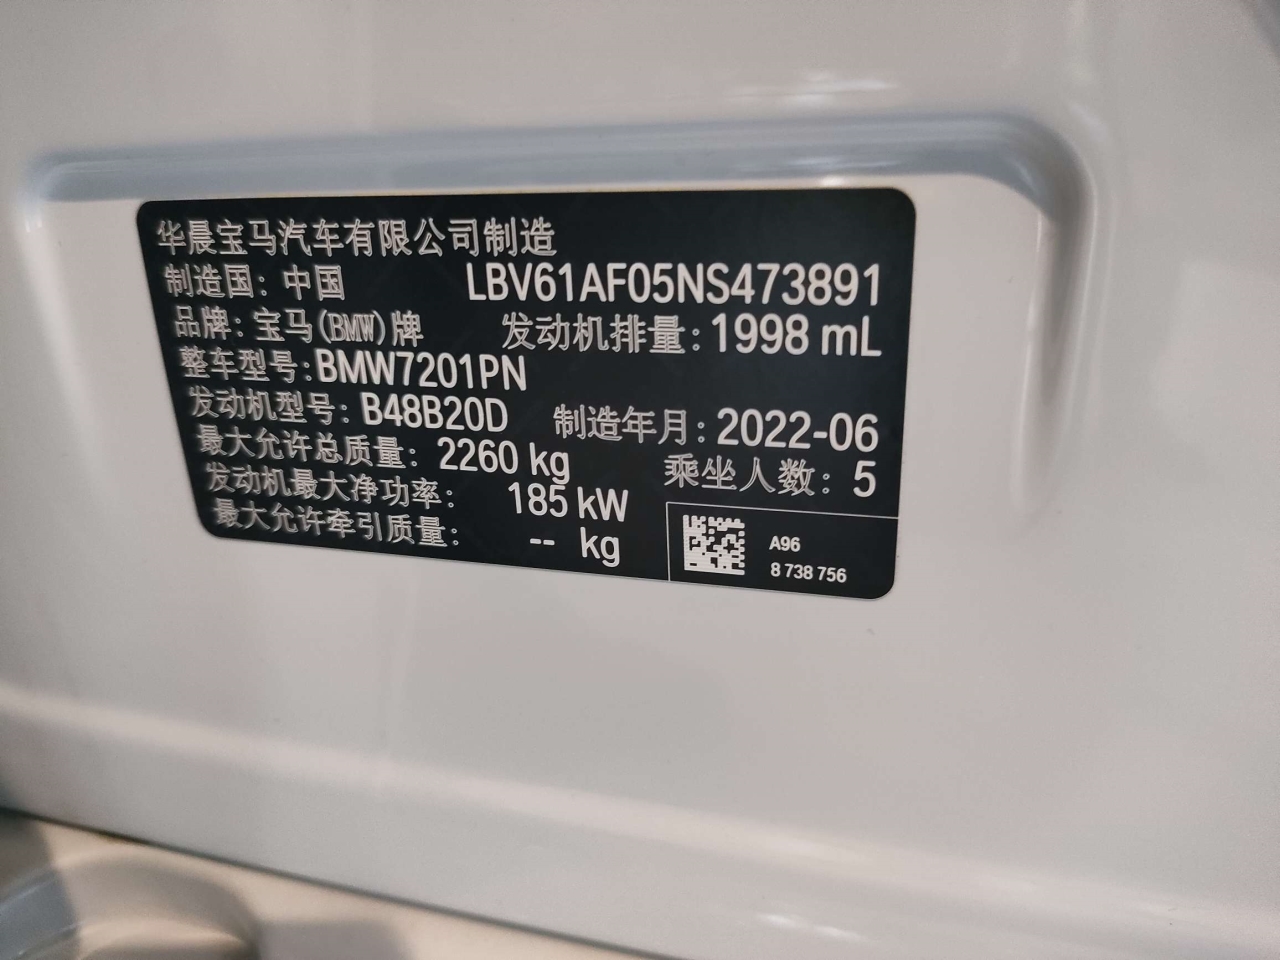 华晨宝马汽车有限公司制造
制造国：中国 LBV61AF05NS473891
品牌：宝马(BMW)牌 发动机排量：1998 mL
整车型号：BMW7201PN
发动机型号：B48B20D 制造年月：2022-06
最大允许总质量：2260 kg 乘坐人数：5
发动机最大净功率：185 kW
最大允许牵引质量：-- kg
A96
8 738 756